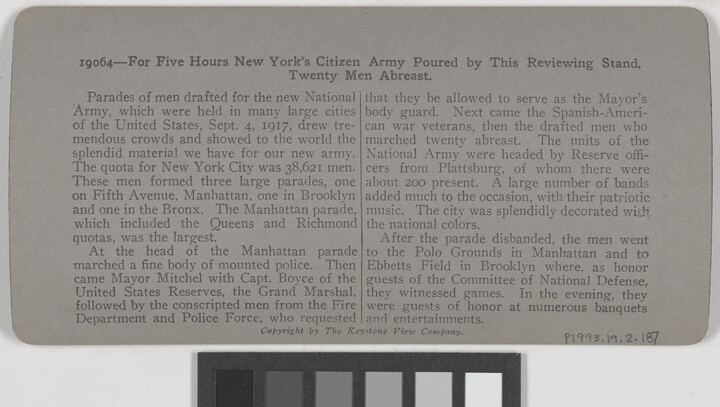 19064—For Five Hours New York's Citizen Army Poured by This Reviewing Stand,
Twenty Men Abreast.
Parades of men drafted for the new National
Army, which were held in many large cities
of the United States, Sept. 4, 1917, drew tre-
mendous crowds and showed to the world the
splendid material we have for our new army.
The quota for New York City was 38,621 men.
These men formed three large parades, one
on Fifth Avenue, Manhattan, one in Brooklyn
and one in the Bronx. The Manhattan parade,
which included the Queens and Richmond
quotas, was the largest.
At the head of the Manhattan parade
marched a fine body of mounted police. Then
came Mayor Mitchel with Capt. Boyce of the
United States Reserves, the Grand Marshal,
followed by the conscripted men from the Fire
Department and Police Force, who requested
that they be allowed to serve as the Mayor's
body guard. Next came the Spanish-Ameri-
can war veterans, then the drafted men who
marched twenty abreast. The units of the
National Army were headed by Reserve offi-
cers from Plattsburg, of whom there were
about 200 present. A large number of bands
added much to the occasion, with their patriotic
music. The city was splendidly decorated with
the national colors.
After the parade disbanded, the men went
to the Polo Grounds in Manhattan and to
Ebbetts Field in Brooklyn where, as honor
guests of the Committee of National Defense,
they witnessed games. In the evening, they
were guests of honor at numerous banquets
and entertainments.
Copyright by The Keystone View Company.
P1993.19.2.187